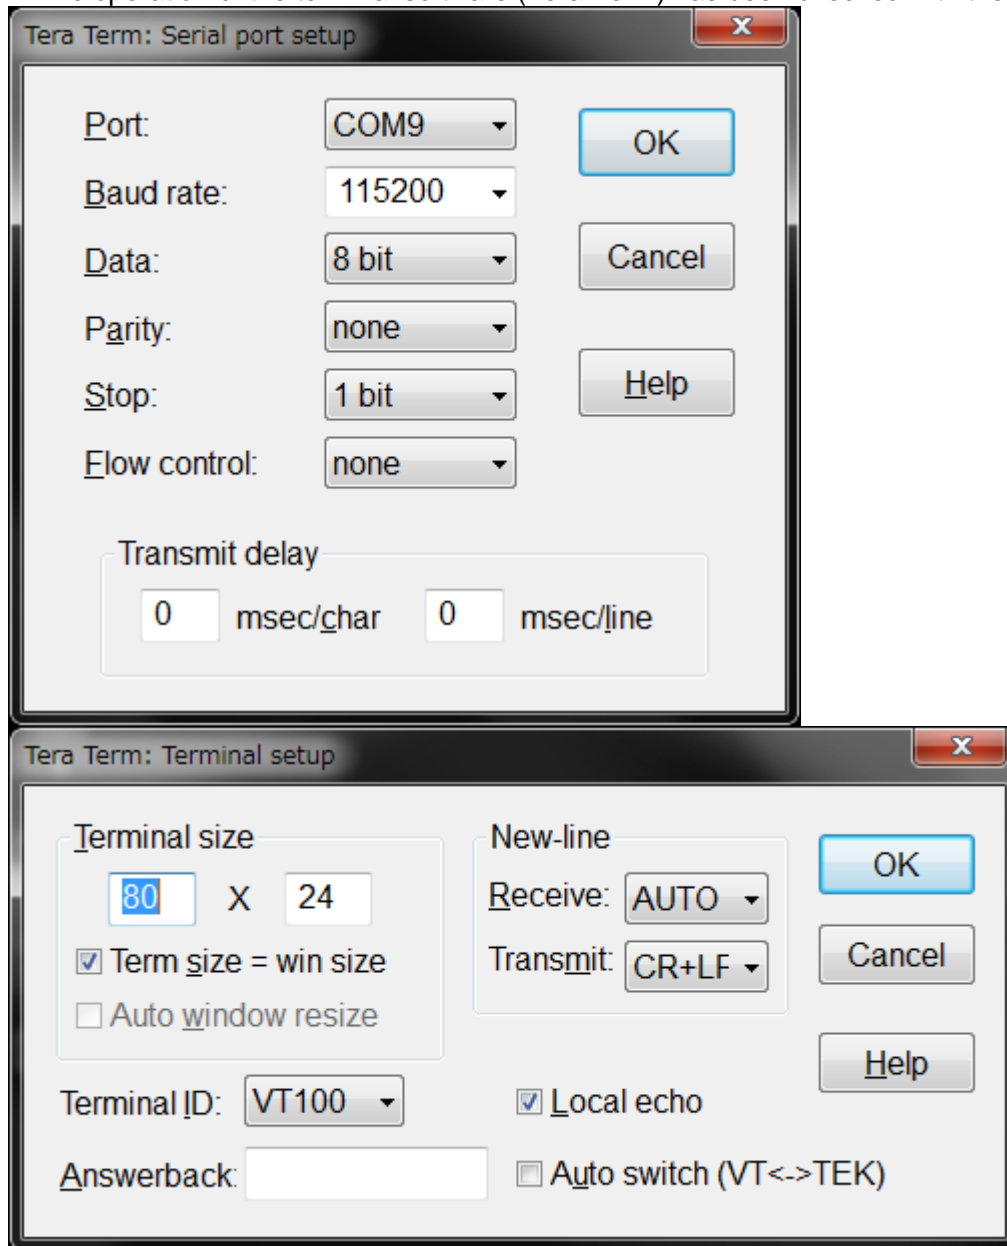 Tera Term: Serial port setup
Port: COM9
OK
Baud rate: 115200
Data: 8 bit
Cancel
Parity: none
Stop: 1 bit
Help
Flow control: none
Transmit delay
0 msec/char 0 msec/line
Tera Term: Terminal setup
Terminal size
80 X 24
Term size = win size
Auto window resize
New-line
Receive: AUTO
Transmit: CR+LF
OK
Cancel
Help
Terminal ID: VT100
Local echo
Answerback:
Auto switch (VT<->TEK)